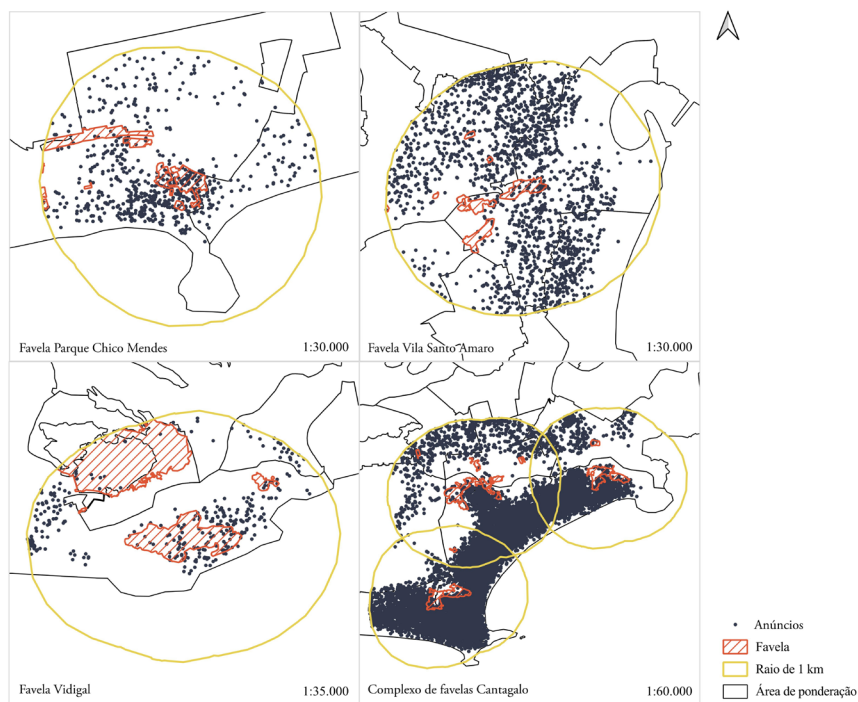 Favela Parque Chico Mendes
1:30.000
Favela Vila Santo Amaro
1:30.000
Favela Vidigal
1:35.000
Complexo de favelas Cantagalo
1:60.000
Anúncios
Favela
Raio de 1 km
Área de ponderação